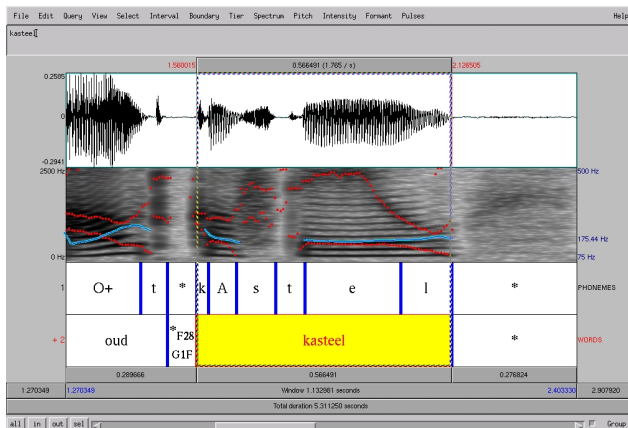 File Edit Query View Select Interval Boundary Tier Spectrum Pitch Intensity Formant Pulses Help
kasteel
1.560015 0.566491 (1.765 / s) 2.126505
0.2585
0
-0.2941
2500 Hz 500 Hz
175.44 Hz
0 Hz 75 Hz
1 O+ t * k A s t e l * PHONEMES
+ 2 oud *F28 kasteel * WORDS
G1F
0.289666 0.566491 0.276824
1.270349 1.270349 Window 1.132981 seconds 2.403330 2.907920
Total duration 5.311250 seconds
all in out sel Group